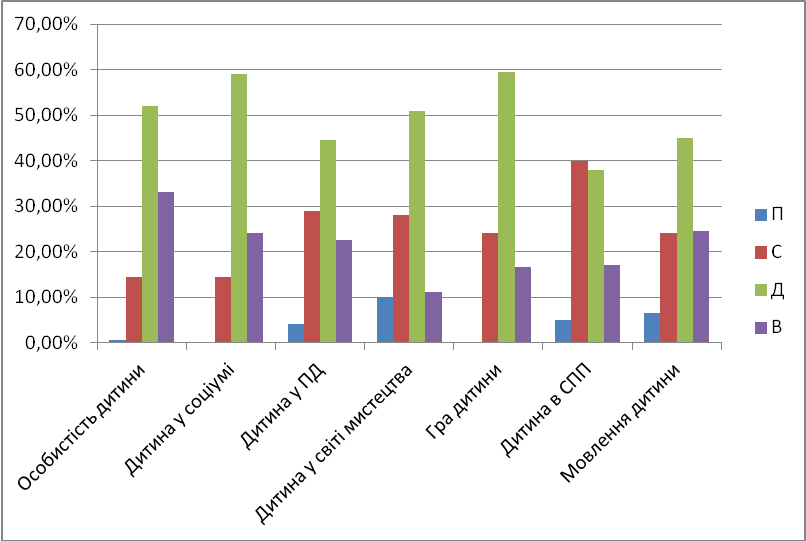 70,00%
60,00%
50,00%
40,00%
30,00%
20,00%
10,00%
0,00%
Особистість дитини
Дитина у соціумі
Дитина у ПД
Дитина у світі мистецтва
Гра дитини
Дитина в СПП
Мовлення дитини
П
С
Д
В